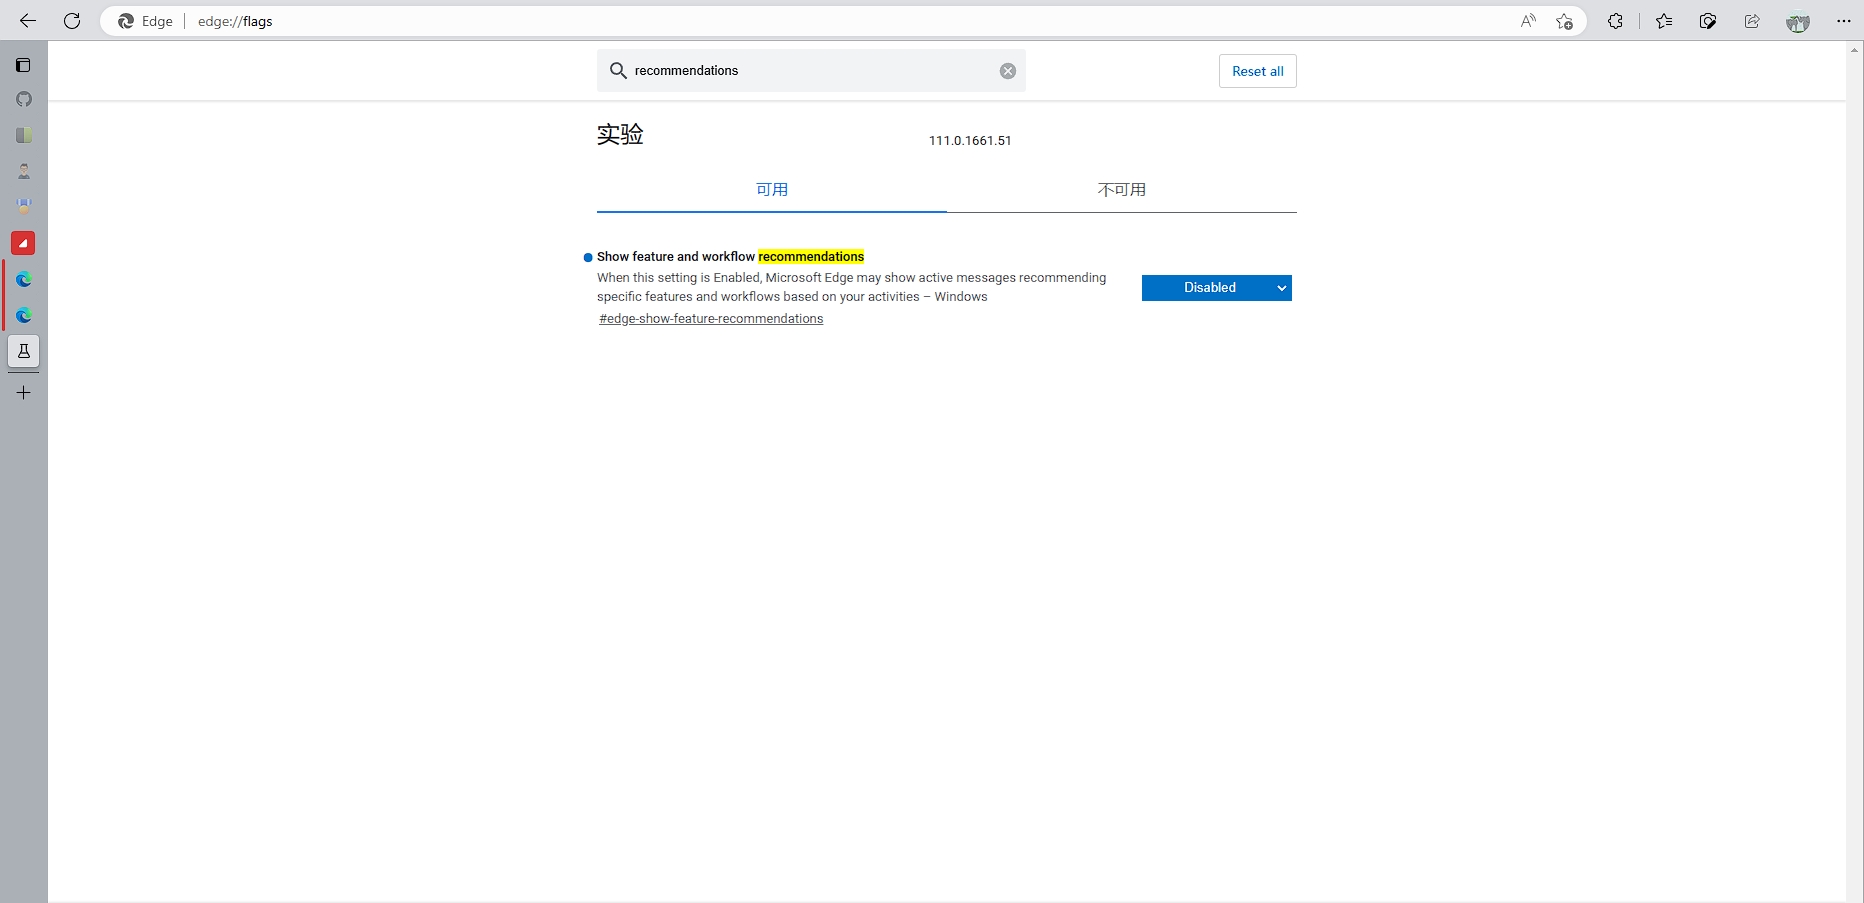 Edge edge://flags
recommendations
Reset all
实验
111.0.1661.51
可用
不可用
Show feature and workflow recommendations
When this setting is Enabled, Microsoft Edge may show active messages recommending
specific features and workflows based on your activities – Windows
#edge-show-feature-recommendations
Disabled